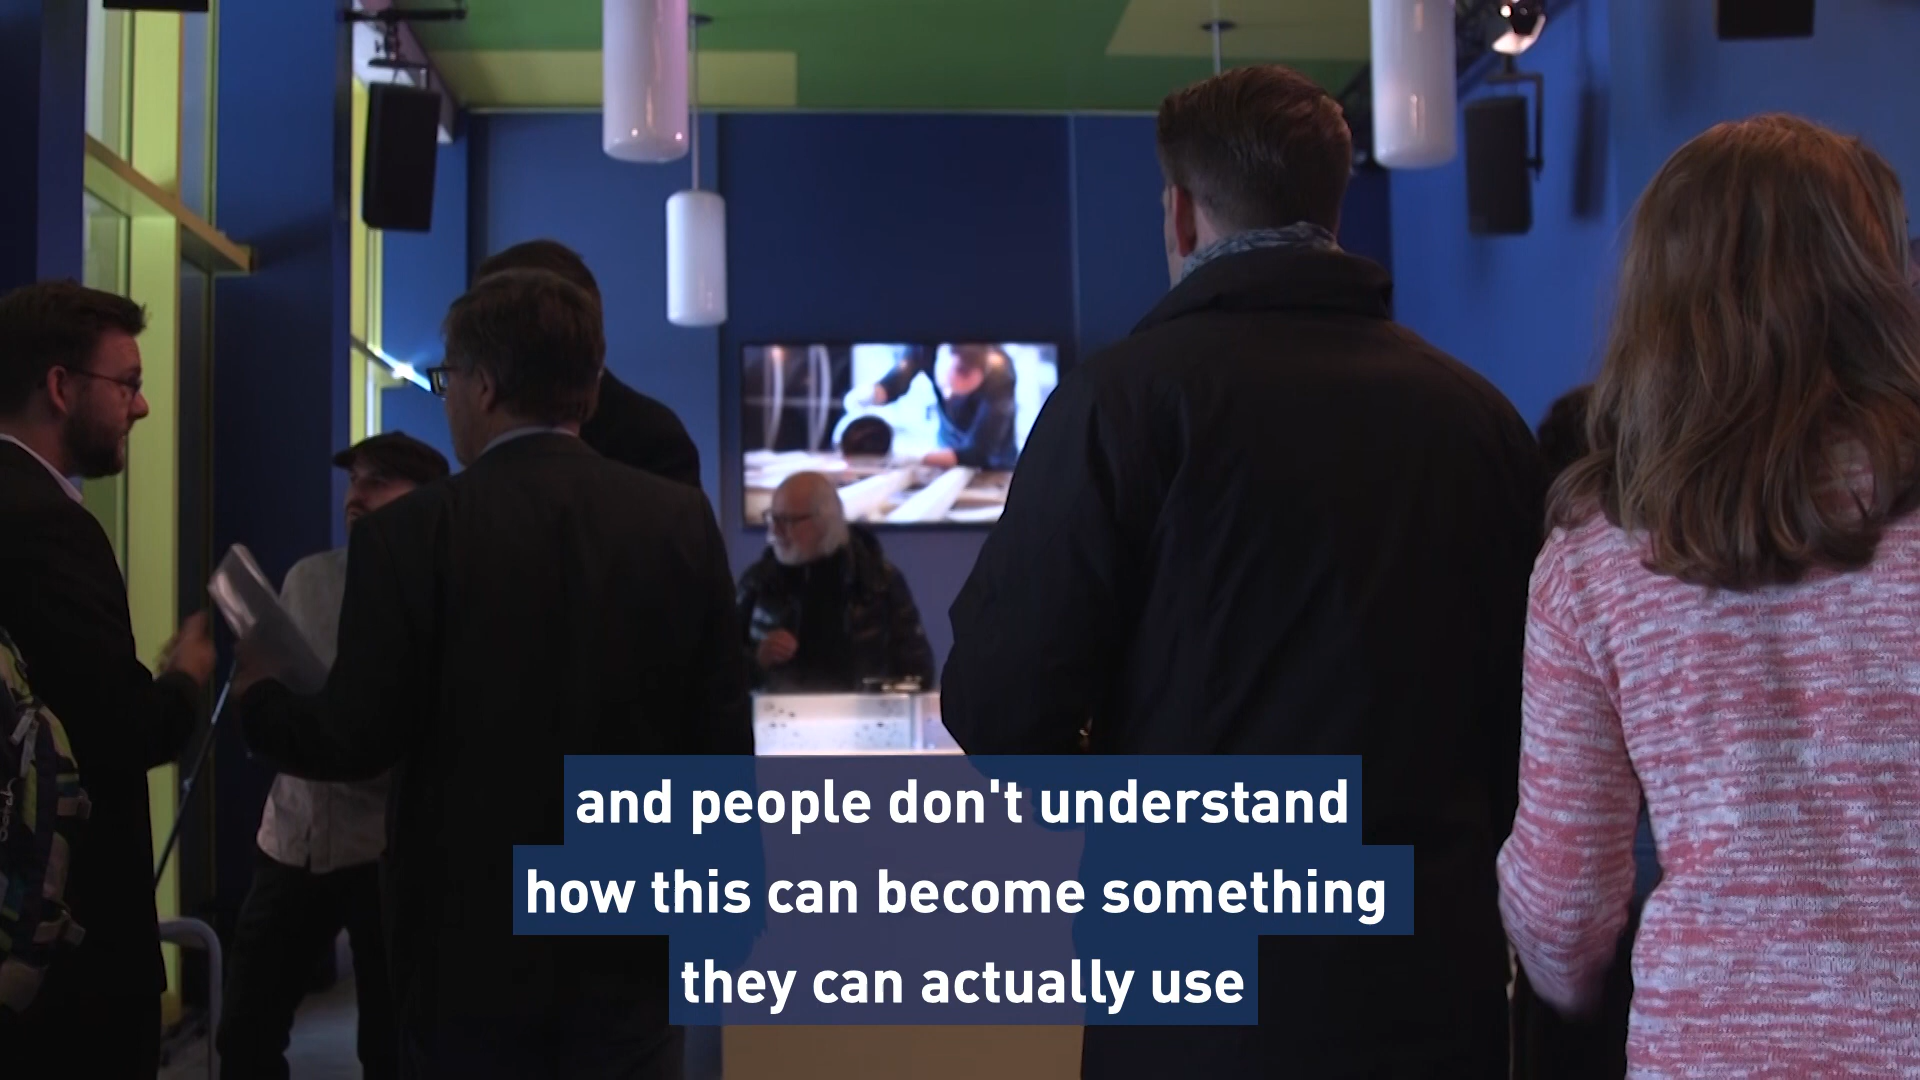 and people don't understand
how this can become something
they can actually use